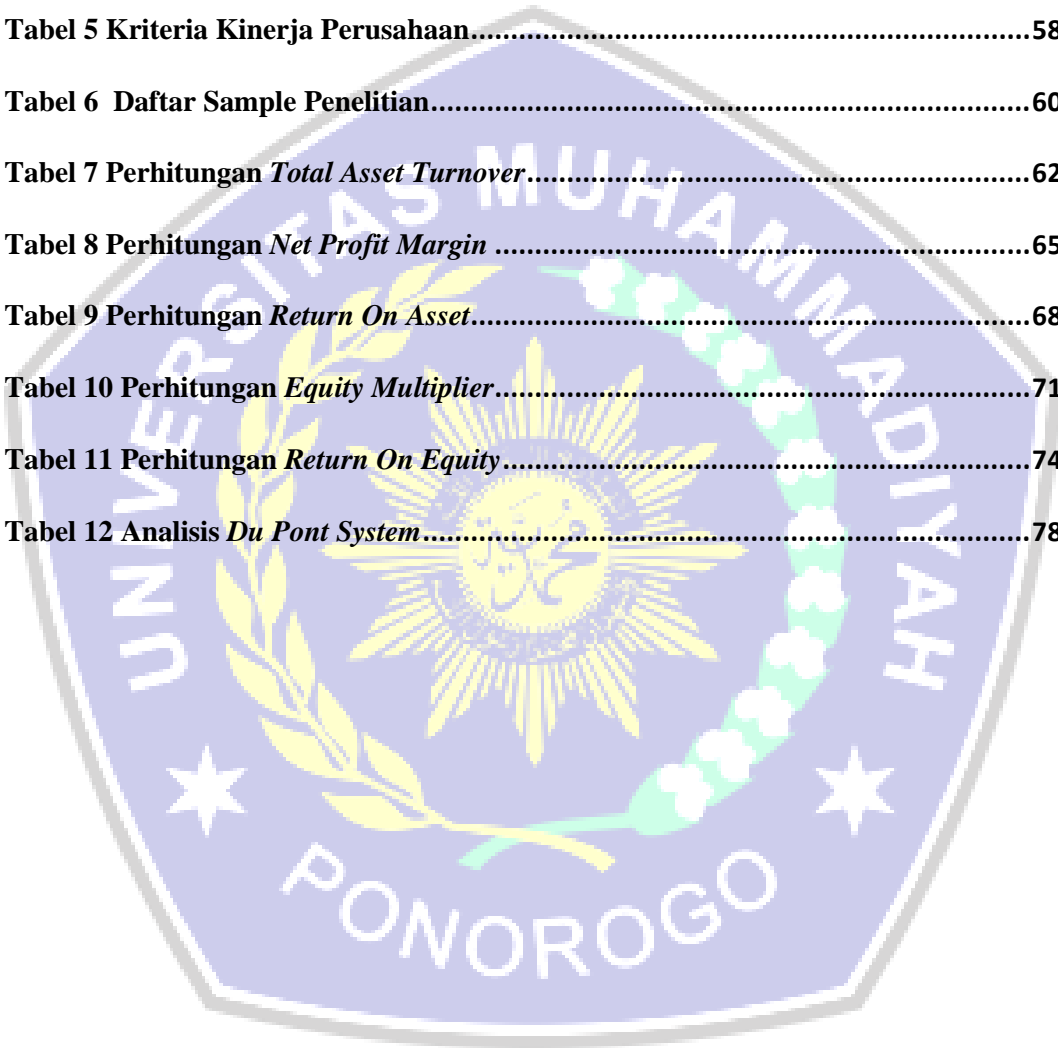 Tabel 5 Kriteria Kinerja Perusahaan..........58
Tabel 6 Daftar Sample Penelitian..........60
Tabel 7 Perhitungan Total Asset Turnover..........62
Tabel 8 Perhitungan Net Profit Margin ..........65
Tabel 9 Perhitungan Return On Asset..........68
Tabel 10 Perhitungan Equity Multiplier..........71
Tabel 11 Perhitungan Return On Equity..........74
Tabel 12 Analisis Du Pont System..........78
UNIVERSITAS MUHAMMADIYAH
PONOROGO